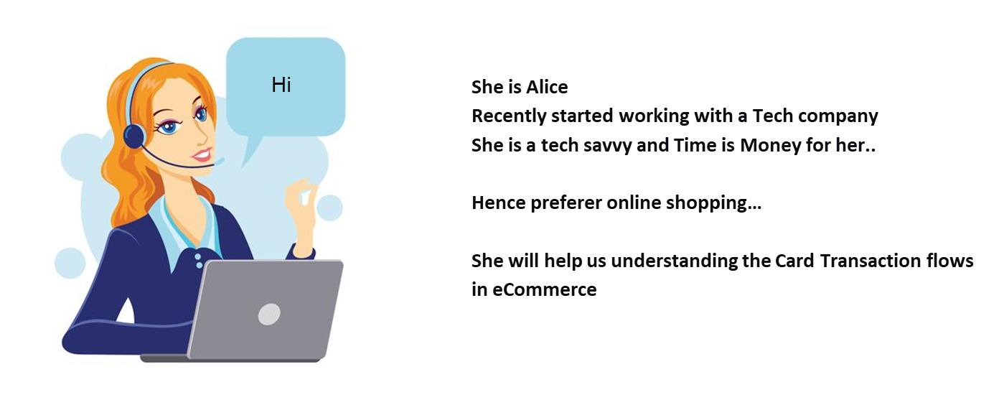 Hi
She is Alice
Recently started working with a Tech company
She is a tech savvy and Time is Money for her..
Hence preferer online shopping...
She will help us understanding the Card Transaction flows
in eCommerce